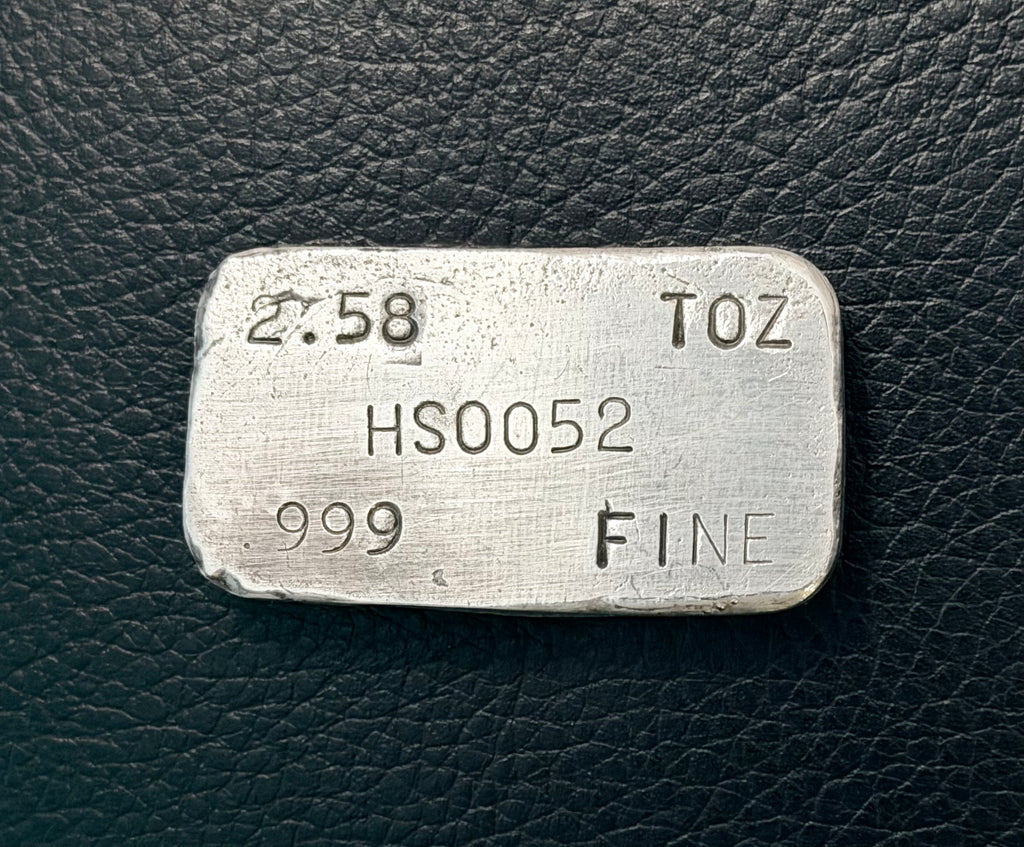 2.58 TOZ
HS0052
.999 FINE